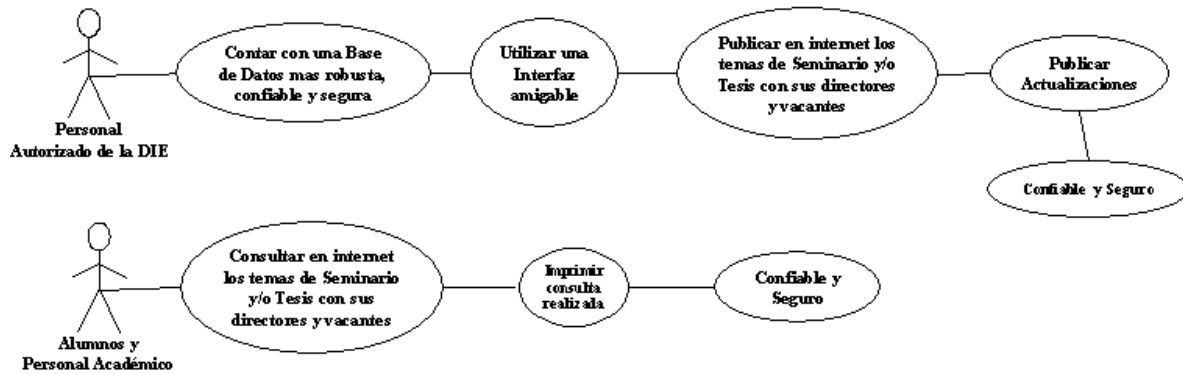 Contar con una Base
de Datos mas robusta,
confiable y segura
Utilizar una
Interfaz
amigable
Publicar en internet los
temas de Seminario y/o
Tesis con sus directores
y vacantes
Publicar
Actualizaciones
Personal
Autorizado de la DIE
Confiable y Seguro
Consultar en internet
los temas de Seminario
y/o Tesis con sus
directores y vacantes
Imprimir
consulta
realizada
Confiable y
Seguro
Alumnos y
Personal Académico